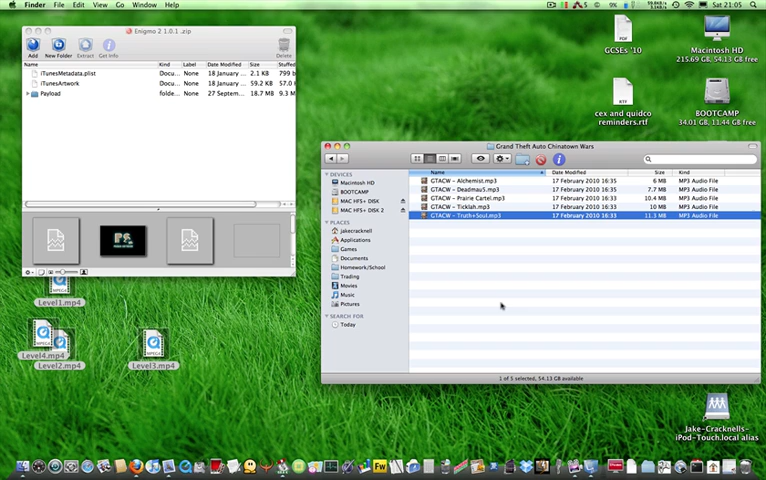 Finder File Edit View Go Window Help
9% Sat 21:05
Enigmo 2 1.0.1 .zip
Add New Folder Extract Get Info Delete
Name Kind Label Date Modified Size Stuffed
iTunesMetadata.plist Docu... None 18 January ... 2.1 KB 799 b
iTunesArtwork Docu... None 18 January ... 59.2 KB 57.0
Payload folde... None 27 Septem... 18.7 MB 9.3 M
Level1.mp4
Level4.mp4
Level2.mp4
Level3.mp4
GCSEs '10
Macintosh HD
215.69 GB, 54.13 GB free
cex and quidco
reminders.rtf
BOOTCAMP
34.01 GB, 11.44 GB free
Grand Theft Auto Chinatown Wars
Name Date Modified Size Kind
GTACW - Alchemist.mp3 17 February 2010 16:35 6 MB MP3 Audio File
GTACW - Deadmau5.mp3 17 February 2010 16:35 7.7 MB MP3 Audio File
GTACW - Prairie Cartel.mp3 17 February 2010 16:33 10.4 MB MP3 Audio File
GTACW - Ticklah.mp3 17 February 2010 16:33 10 MB MP3 Audio File
GTACW - Truth+Soul.mp3 17 February 2010 16:33 11.3 MB MP3 Audio File
DEVICES
Macintosh HD
BOOTCAMP
MAC HFS+ DISK
MAC HFS+ DISK 2
PLACES
jakecracknell
Applications
Games
Documents
Homework/School
Trading
Movies
Music
Pictures
SEARCH FOR
Today
1 of 5 selected, 54.13 GB available
Jake-Cracknells-
iPod-Touch.local alias
Fw